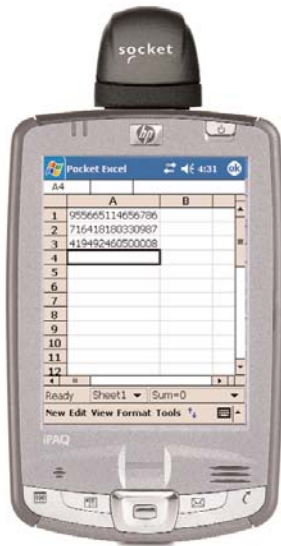 socket
hp
Pocket Excel 4:31 ok
A4
A B
1 955665114656786
2 716418180330987
3 419492460500008
4
5
6
7
8
9
10
11
12
Ready Sheet1 Sum=0
New Edit View Format Tools
iPAQ